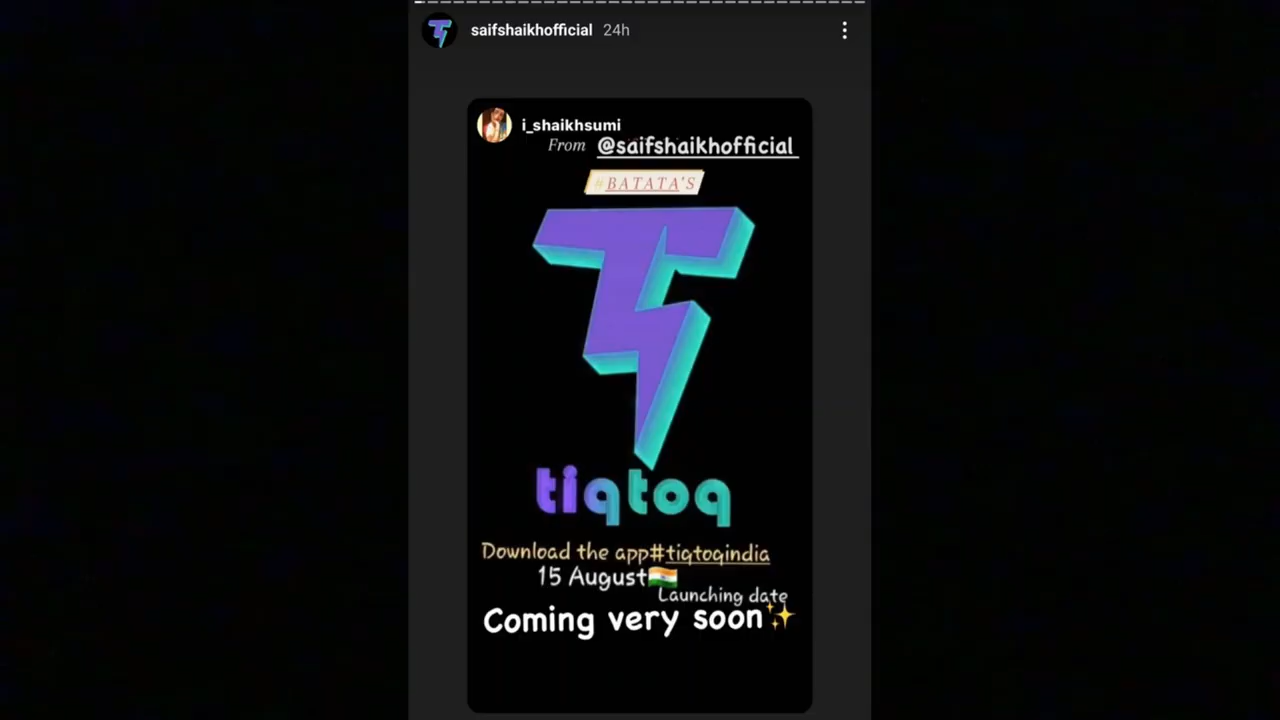 saifshaikhofficial 24h
i_shaikhsumi
From @saifshaikhofficial
#BATATA'S
tiqtoq
Download the app#tiqtoqindia
15 August🇮🇳
Launching date
Coming very soon✨